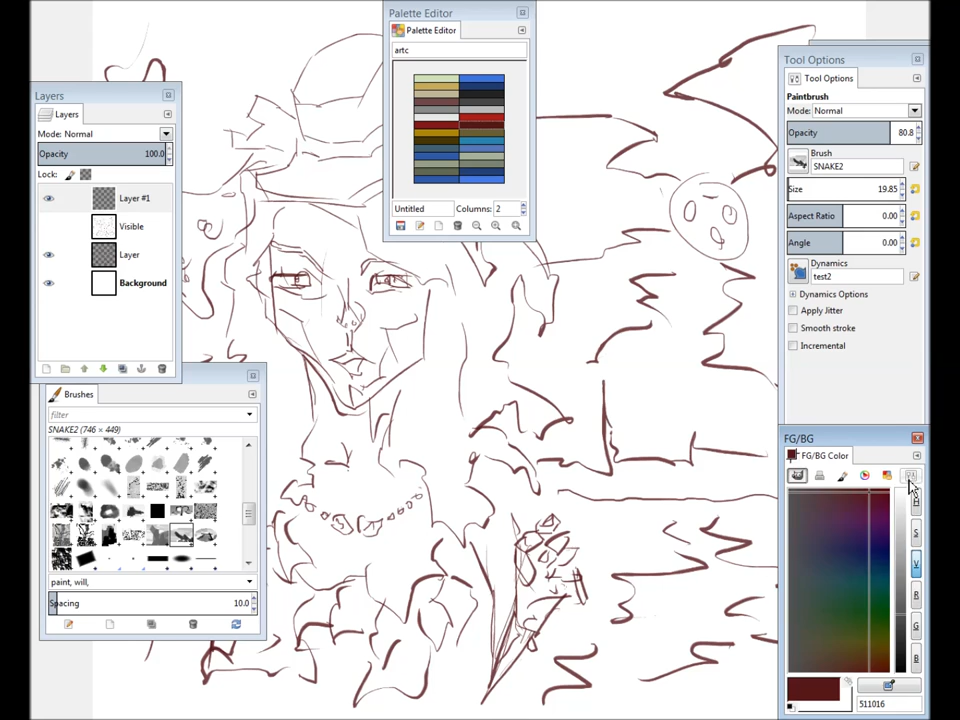 Layers
Layers
Mode: Normal
Opacity 100.0
Lock:
Layer #1
Visible
Layer
Background
Brushes
filter
SNAKE2 (746 × 449)
paint, will,
Spacing 10.0
Palette Editor
Palette Editor
artc
Untitled Columns: 2
Tool Options
Tool Options
Paintbrush
Mode: Normal
Opacity 80.8
Brush
SNAKE2
Size 19.85
Aspect Ratio 0.00
Angle 0.00
Dynamics
test2
Dynamics Options
Apply Jitter
Smooth stroke
Incremental
FG/BG
FG/BG Color
H
S
V
R
G
B
511016